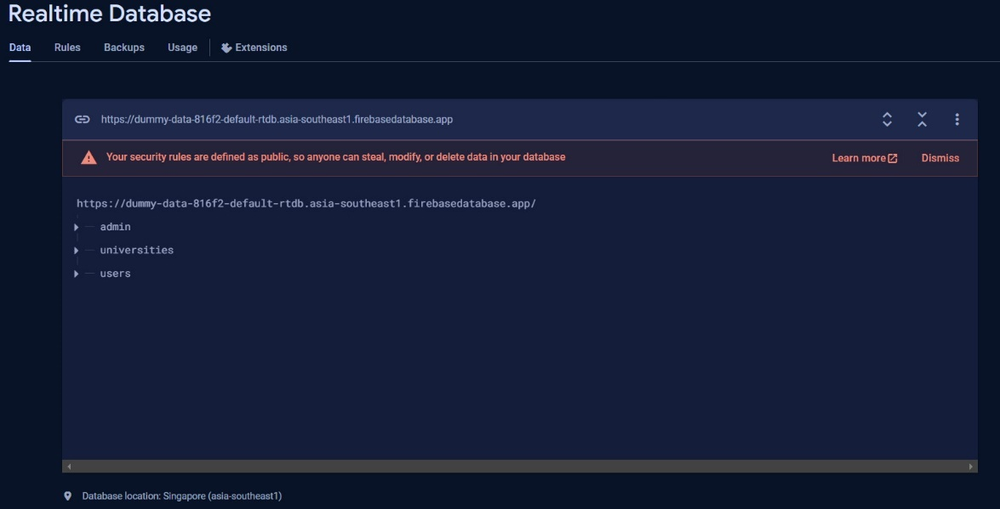 Realtime Database
Data Rules Backups Usage Extensions
https://dummy-data-816f2-default-rtdb.asia-southeast1.firebasedatabase.app
Your security rules are defined as public, so anyone can steal, modify, or delete data in your database Learn more Dismiss
https://dummy-data-816f2-default-rtdb.asia-southeast1.firebasedatabase.app/
admin
universities
users
Database location: Singapore (asia-southeast1)